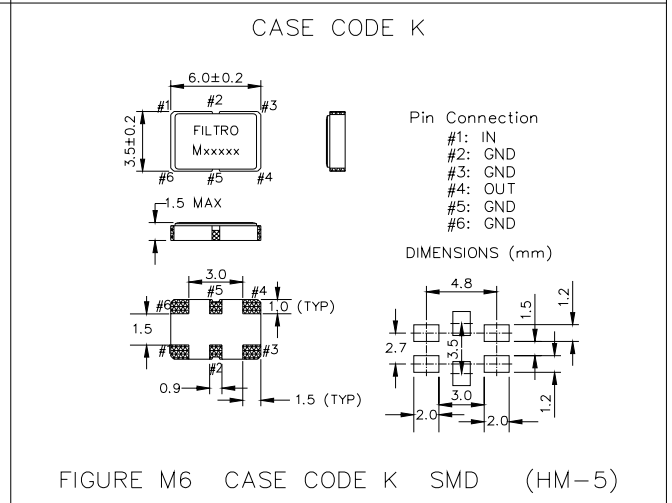 CASE CODE K
6.0±0.2
#1 #2 #3
3.5±0.2
FILTRO
Mxxxxx
#6 #5 #4
1.5 MAX
Pin Connection
#1: IN
#2: GND
#3: GND
#4: OUT
#5: GND
#6: GND
DIMENSIONS (mm)
3.0
#6 #5 #4
1.0 (TYP)
1.5
#1 #2 #3
0.9
1.5 (TYP)
4.8
1.5
1.2
2.7
3.5
3.0
2.0
2.0
1.2
FIGURE M6 CASE CODE K SMD (HM-5)